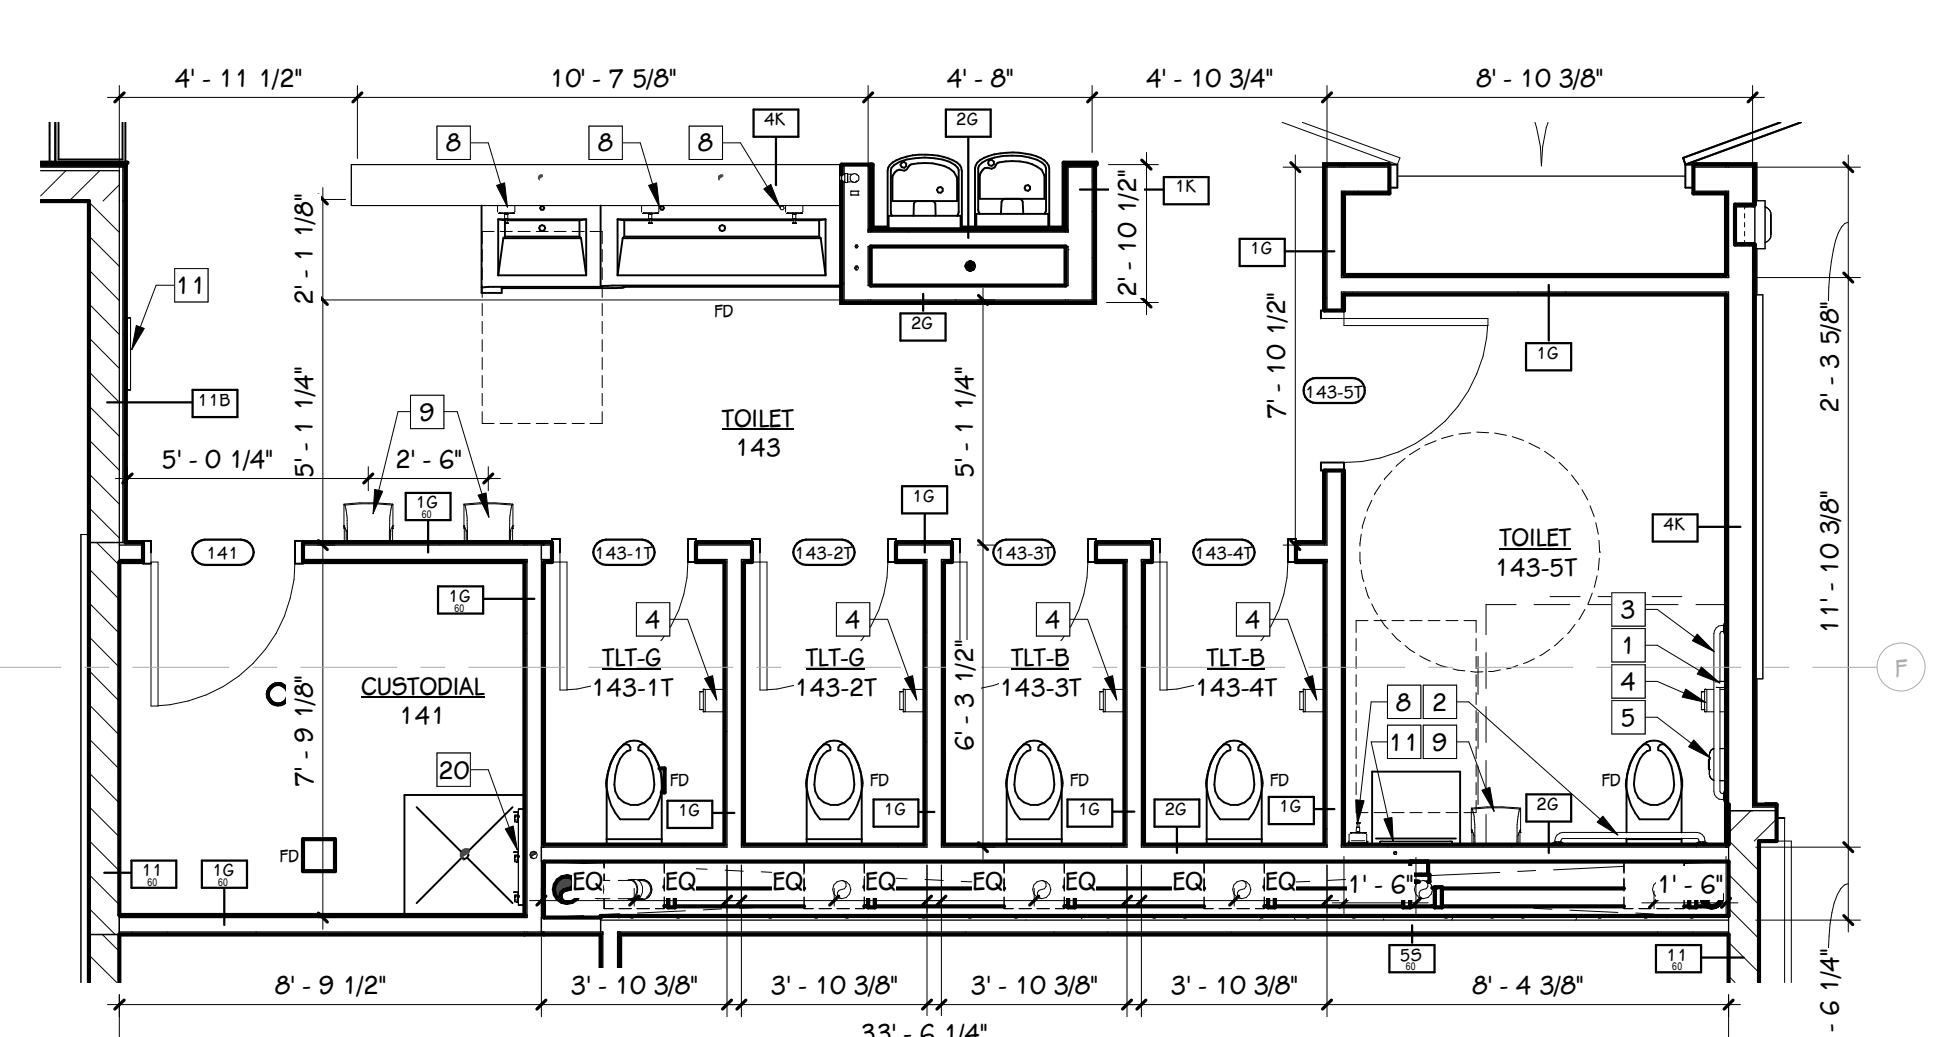 4' - 11 1/2"
10' - 7 5/8"
4' - 8"
4' - 10 3/4"
8' - 10 3/8"
8
8
8
4K
2G
1K
2' - 1 1/8"
2' - 10 1/2"
1G
11
FD
2G
1G
2' - 3 5/8"
7' - 10 1/2"
11B
9
5' - 1 1/4"
5' - 1 1/4"
143-5T
TOILET
143
5' - 0 1/4"
2' - 6"
1G
60
1G
4K
11' - 10 3/8"
141
143-1T
143-2T
143-3T
143-4T
TOILET
143-5T
1G
60
4
4
4
4
3
1
4
5
TLT-G
143-1T
TLT-G
143-2T
TLT-B
143-3T
TLT-B
143-4T
F
CUSTODIAL
141
7' - 9 1/8"
6' - 3 1/2"
8
2
11
9
20
FD
FD
FD
FD
FD
1G
1G
1G
2G
1G
2G
FD
11
60
1G
60
EQ
EQ
EQ
EQ
EQ
EQ
EQ
EQ
1' - 6"
1' - 6"
5S
60
11
60
8' - 9 1/2"
3' - 10 3/8"
3' - 10 3/8"
3' - 10 3/8"
3' - 10 3/8"
8' - 4 3/8"
- 6 1/4"
33' - 6 1/4"